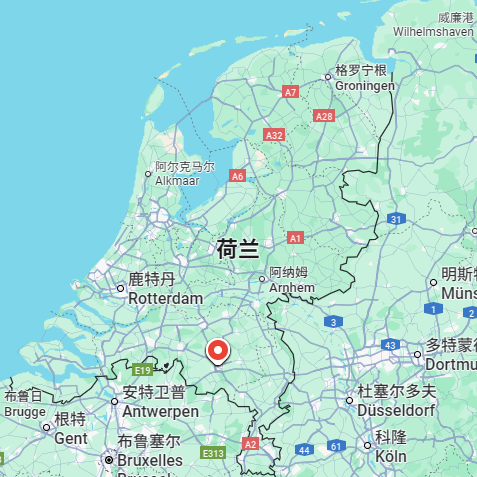 威廉港
Wilhelmshaven
格罗宁根
Groningen
A7
A28
A32
阿尔克马尔
Alkmaar
A6
31
荷兰
A1
鹿特丹
Rotterdam
阿纳姆
Arnhem
明斯特
Müns
1
2
3
43
多特蒙德
Dortmu
E19
布鲁日
Brugge
安特卫普
Antwerpen
杜塞尔多夫
Düsseldorf
根特
Gent
布鲁塞尔
Bruxelles
E313
A2
44
61
科隆
Köln